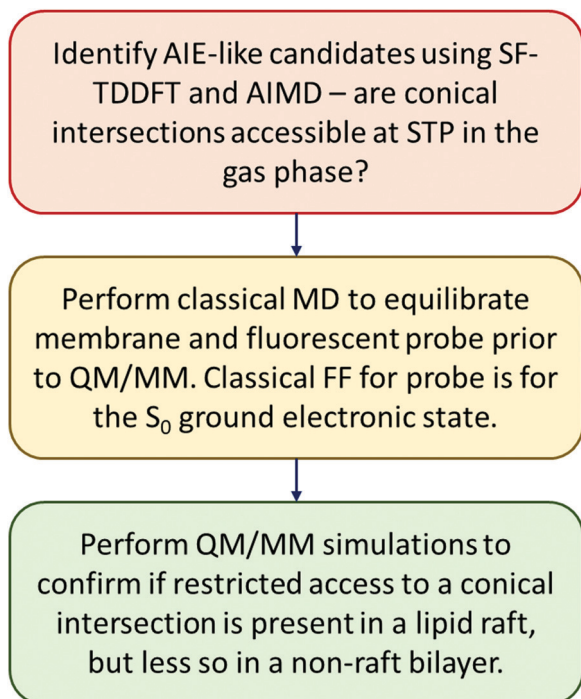 Identify AIE-like candidates using SF-
TDDFT and AIMD – are conical
intersections accessible at STP in the
gas phase?
Perform classical MD to equilibrate
membrane and fluorescent probe prior
to QM/MM. Classical FF for probe is for
the S₀ ground electronic state.
Perform QM/MM simulations to
confirm if restricted access to a conical
intersection is present in a lipid raft,
but less so in a non-raft bilayer.